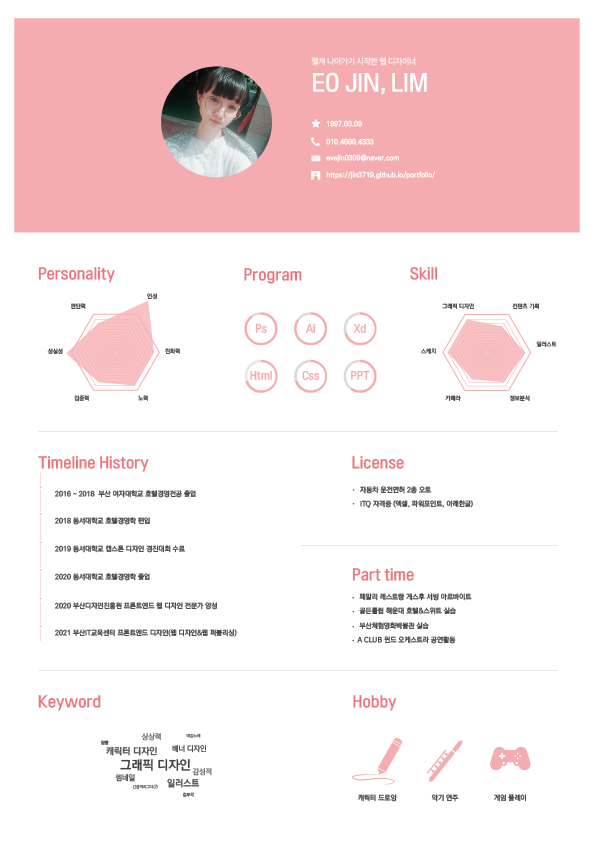 펼쳐 나아가기 시작한 웹 디자이너
EO JIN, LIM
1997.03.09
010.4500.4333
evejin0309@naver.com
https://jin3719.github.io/portfolio/
Personality
인성
판단력
성실성
친화력
집중력
노력
Program
Ps
Ai
Xd
Html
Css
PPT
Skill
그래픽 디자인
컨텐츠 기획
스케치
일러스트
카메라
정보분석
Timeline History
2016 ~ 2018 부산 여자대학교 호텔경영전공 졸업
2018 동서대학교 호텔경영학 편입
2019 동서대학교 캡스톤 디자인 경진대회 수료
2020 동서대학교 호텔경영학 졸업
2020 부산디자인진흥원 프론트엔드 웹 디자인 전문가 양성
2021 부산IT교육센터 프론트엔드 디자인(웹 디자인&웹 퍼블리싱)
License
· 자동차 운전면허 2종 오토
· ITQ 자격증 (엑셀, 파워포인트, 아래한글)
Part time
· 패밀리 레스토랑 게스후 서빙 아르바이트
· 골든튤립 해운대 호텔&스위트 실습
· 부산체험영화박물관 실습
· A CLUB 윈드 오케스트라 공연활동
Keyword
상상력
캐릭터 디자인
배너 디자인
그래픽 디자인
감성적
썸네일
일러스트
Hobby
캐릭터 드로잉
악기 연주
게임 플레이